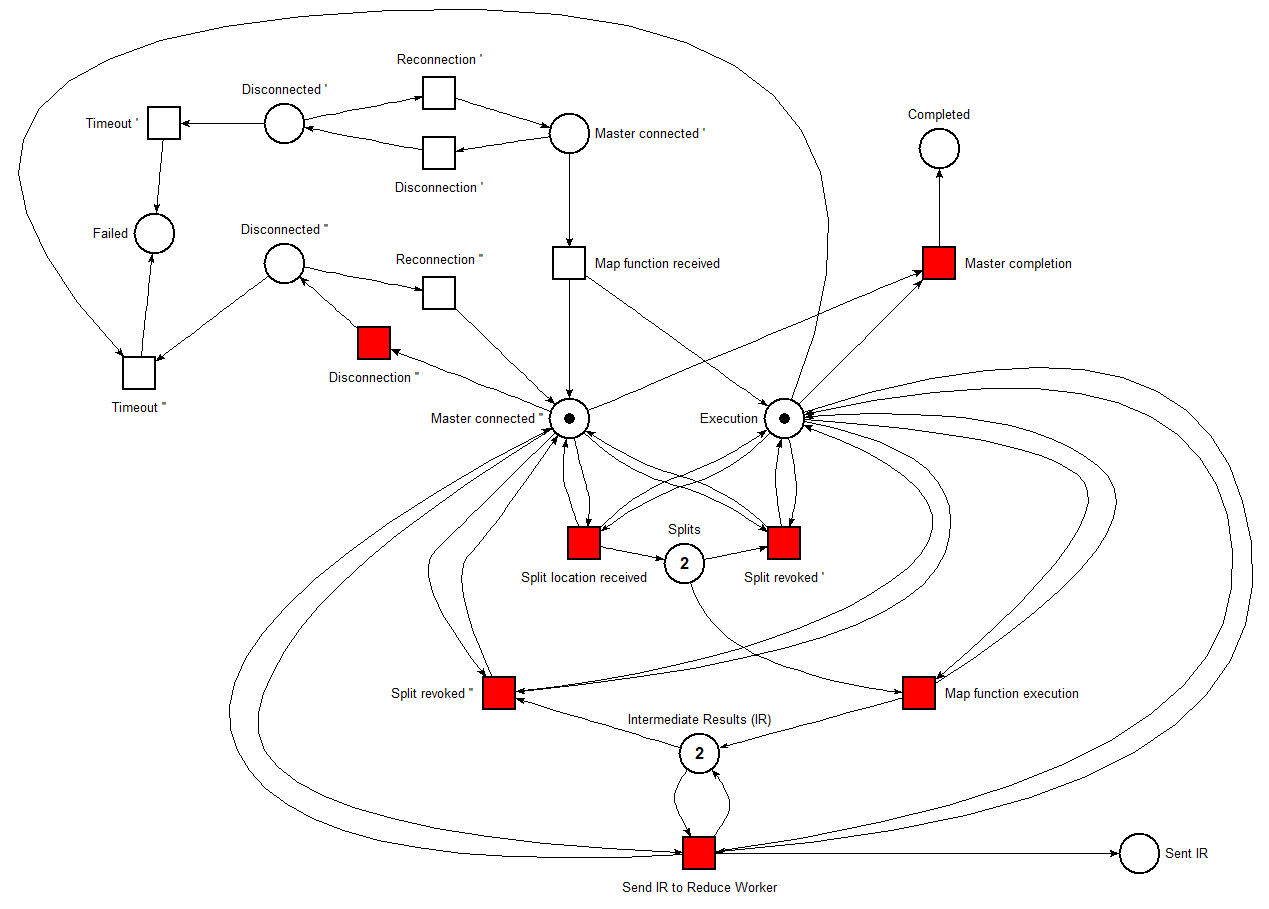 Reconnection '
Disconnected '
Timeout '
Master connected '
Completed
Disconnection '
Disconnected "
Failed
Reconnection "
Map function received
Master completion
Disconnection "
Timeout "
Master connected "
Execution
Splits
2
Split location received
Split revoked '
Split revoked "
Map function execution
Intermediate Results (IR)
2
Sent IR
Send IR to Reduce Worker